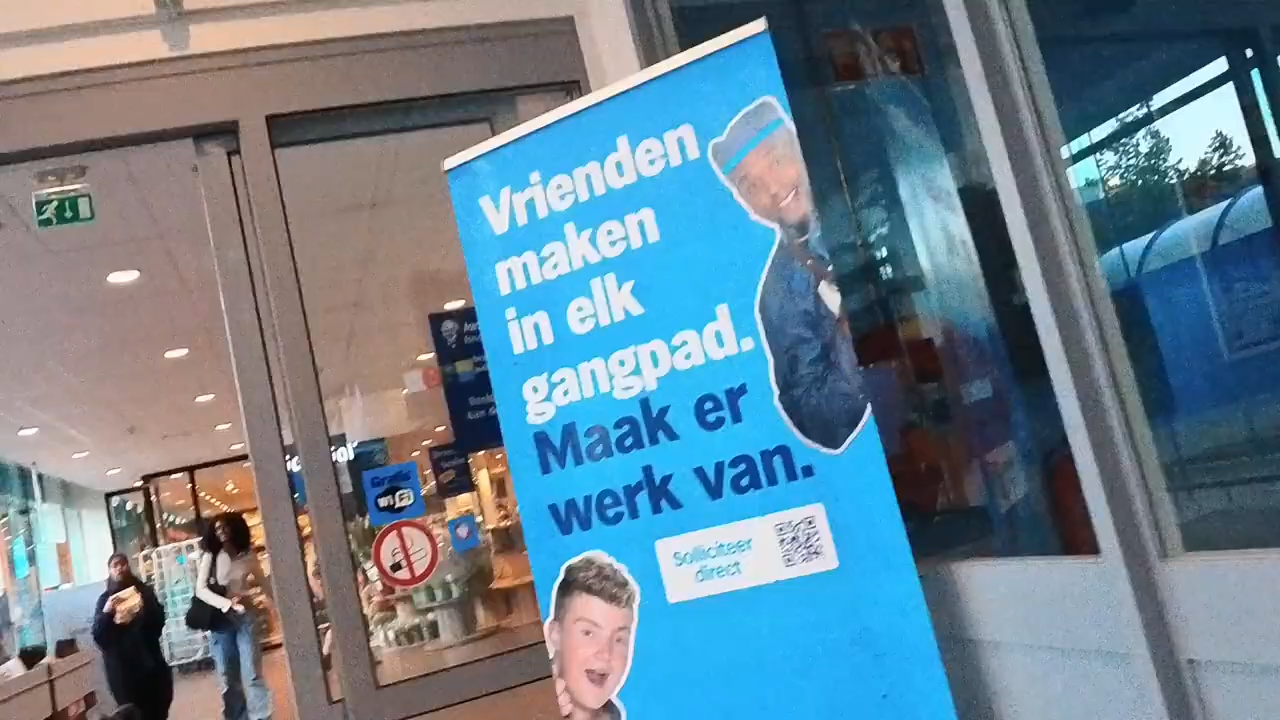 Vrienden
maken
in elk
gangpad.
Maak er
werk van.
Solliciteer
direct
Gratis
WiFi